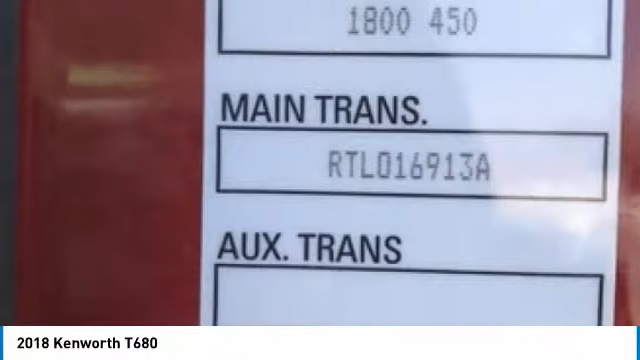 1800 450
MAIN TRANS.
RTLO16913A
AUX. TRANS
2018 Kenworth T680